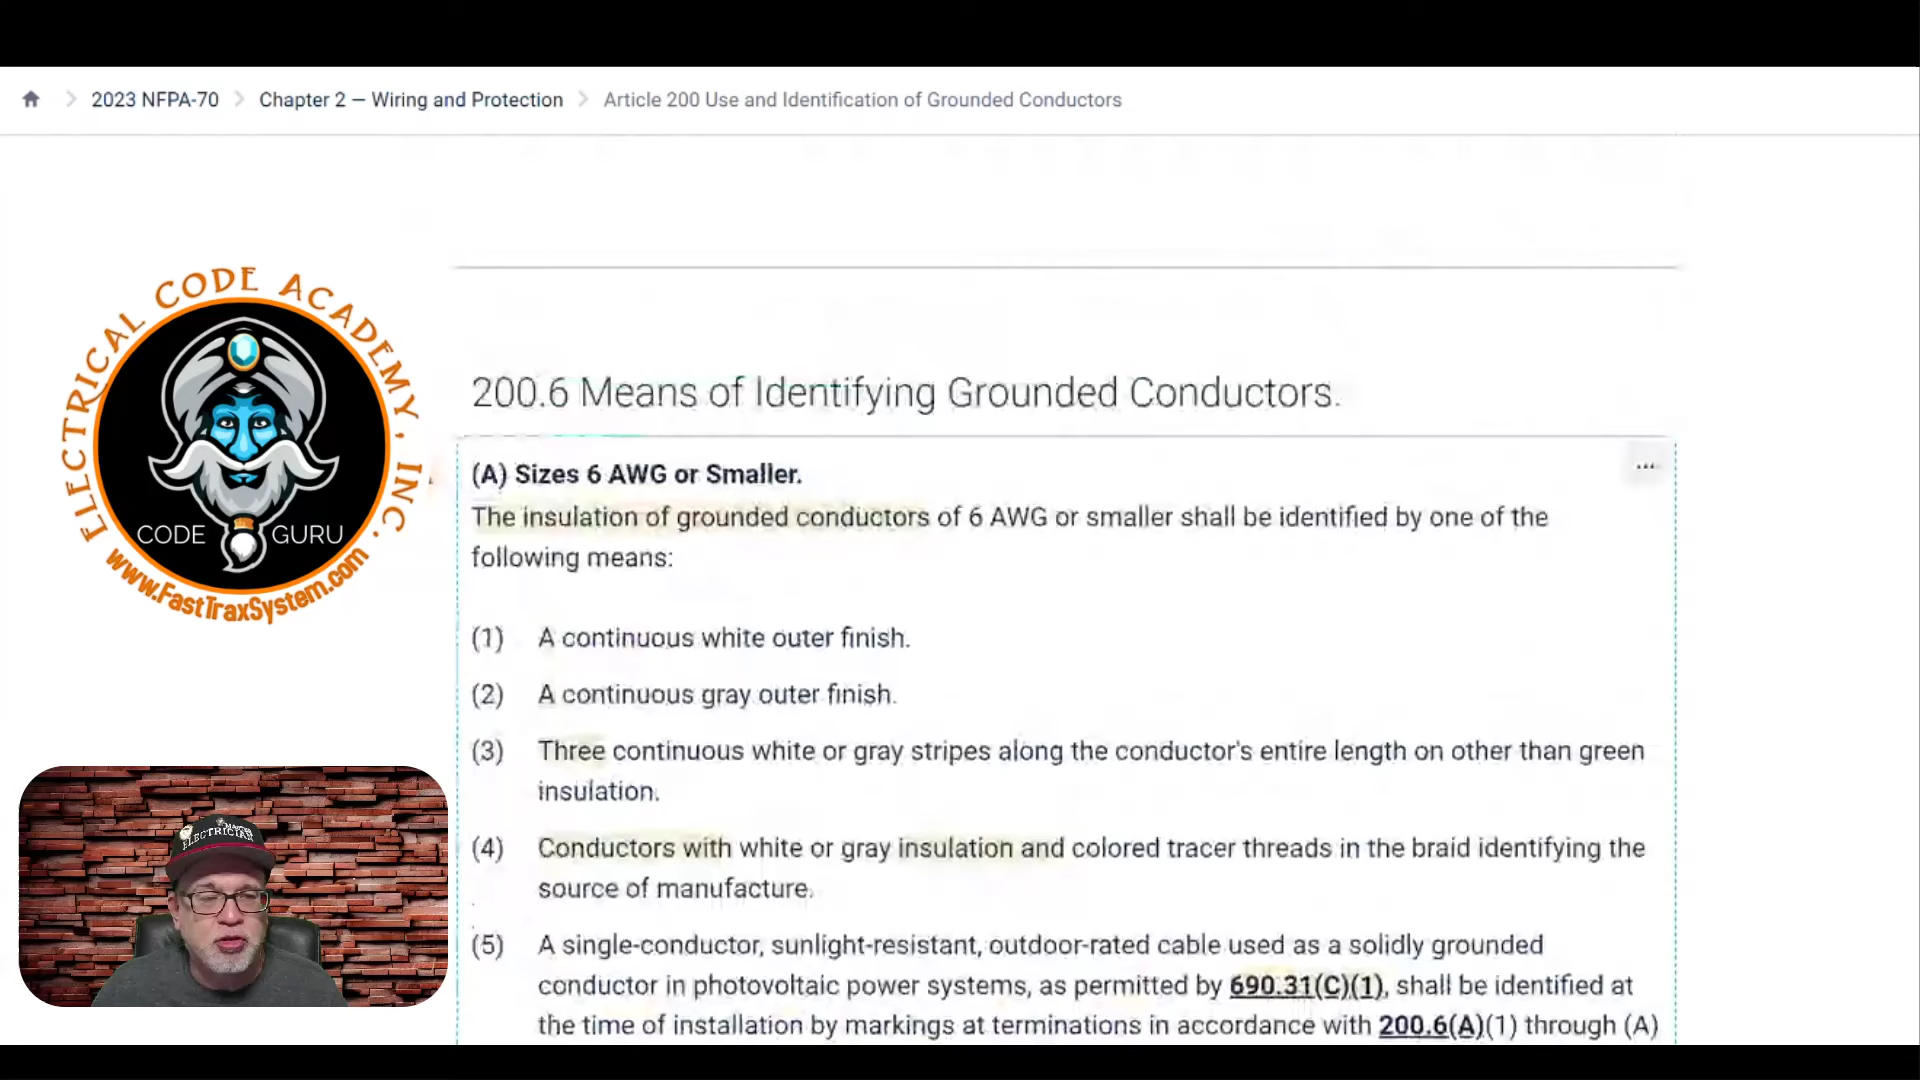 2023 NFPA-70 Chapter 2 — Wiring and Protection Article 200 Use and Identification of Grounded Conductors
ELECTRICAL CODE ACADEMY, INC.
CODE GURU
www.FastTraxSystem.com
200.6 Means of Identifying Grounded Conductors.
(A) Sizes 6 AWG or Smaller.
...
The insulation of grounded conductors of 6 AWG or smaller shall be identified by one of the
following means:
(1) A continuous white outer finish.
(2) A continuous gray outer finish.
(3) Three continuous white or gray stripes along the conductor's entire length on other than green
insulation.
(4) Conductors with white or gray insulation and colored tracer threads in the braid identifying the
source of manufacture.
(5) A single-conductor, sunlight-resistant, outdoor-rated cable used as a solidly grounded
conductor in photovoltaic power systems, as permitted by 690.31(C)(1), shall be identified at
the time of installation by markings at terminations in accordance with 200.6(A)(1) through (A)
MASTER
ELECTRICIAN